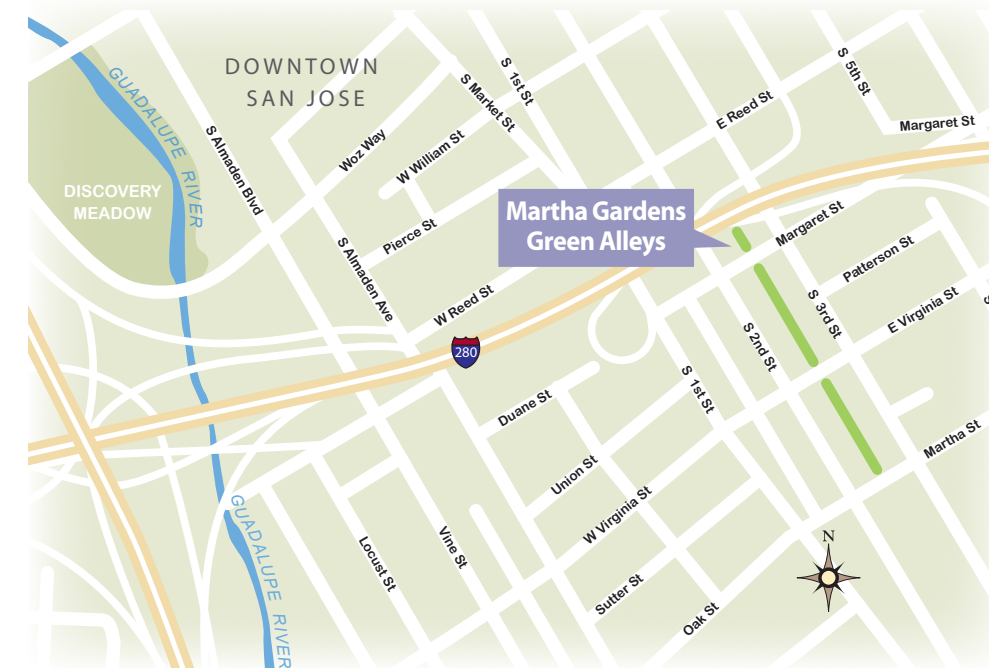 DOWNTOWN
SAN JOSE
GUADALUPE RIVER
DISCOVERY
MEADOW
S Almaden Blvd
Woz Way
W William St
S Market St
S 1st St
E Reed St
S 5th St
Margaret St
Martha Gardens
Green Alleys
Pierce St
S Almaden Ave
W Reed St
280
Margaret St
Patterson St
E Virginia St
S 3rd St
S 2nd St
S 1st St
Duane St
Union St
W Virginia St
Martha St
Vine St
Locust St
Sutter St
Oak St
N
GUADALUPE RIVER
S